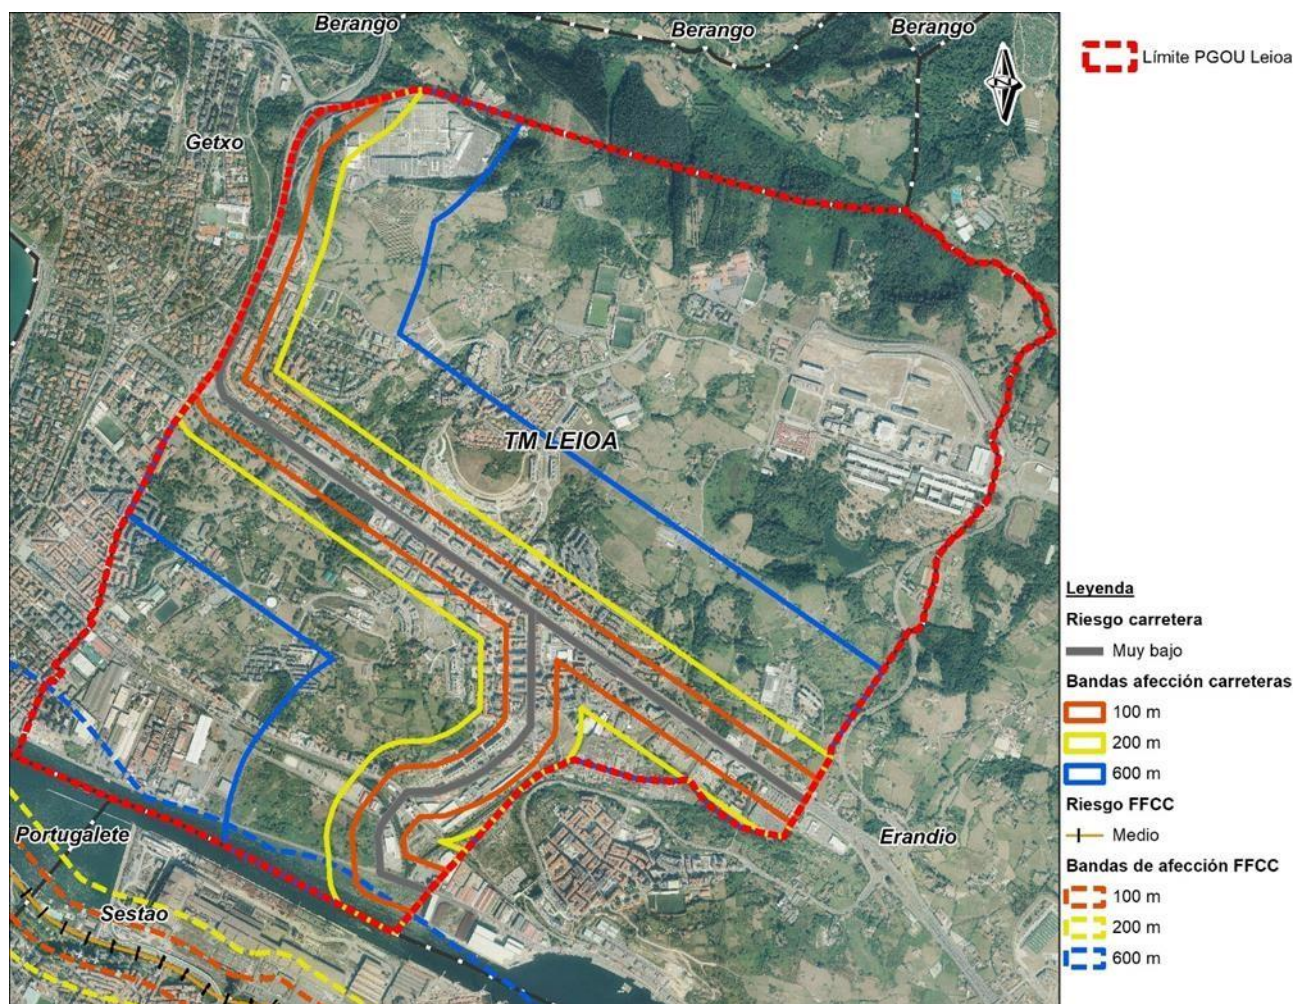 Berango
Berango
Berango
Getxo
TM LEIOA
Portugalete
Sestao
Erandio
Límite PGOU Leioa
Leyenda
Riesgo carretera
Muy bajo
Bandas afección carreteras
100 m
200 m
600 m
Riesgo FFCC
Medio
Bandas de afección FFCC
100 m
200 m
600 m